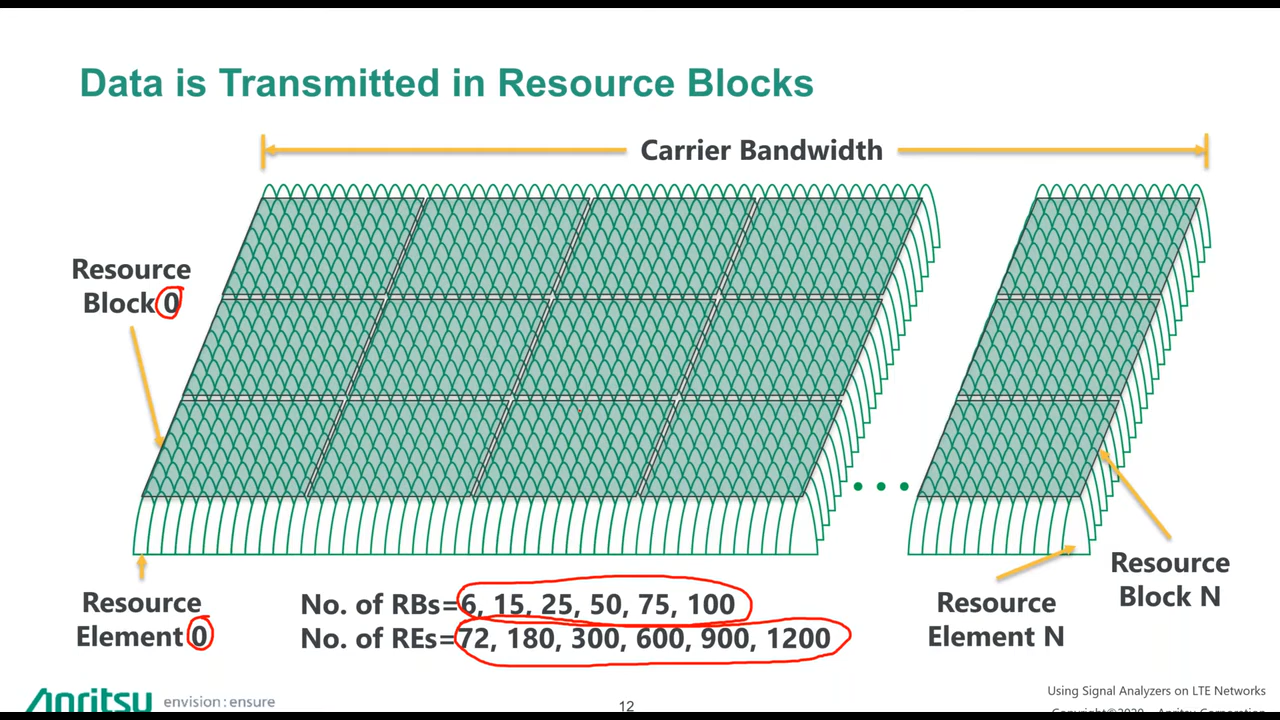 Data is Transmitted in Resource Blocks
Carrier Bandwidth
Resource
Block 0
Resource
Element 0
No. of RBs=6, 15, 25, 50, 75, 100
No. of REs=72, 180, 300, 600, 900, 1200
Resource
Element N
Resource
Block N
Anritsu envision : ensure
12
Using Signal Analyzers on LTE Networks
Copyright©2020 Anritsu Corporation